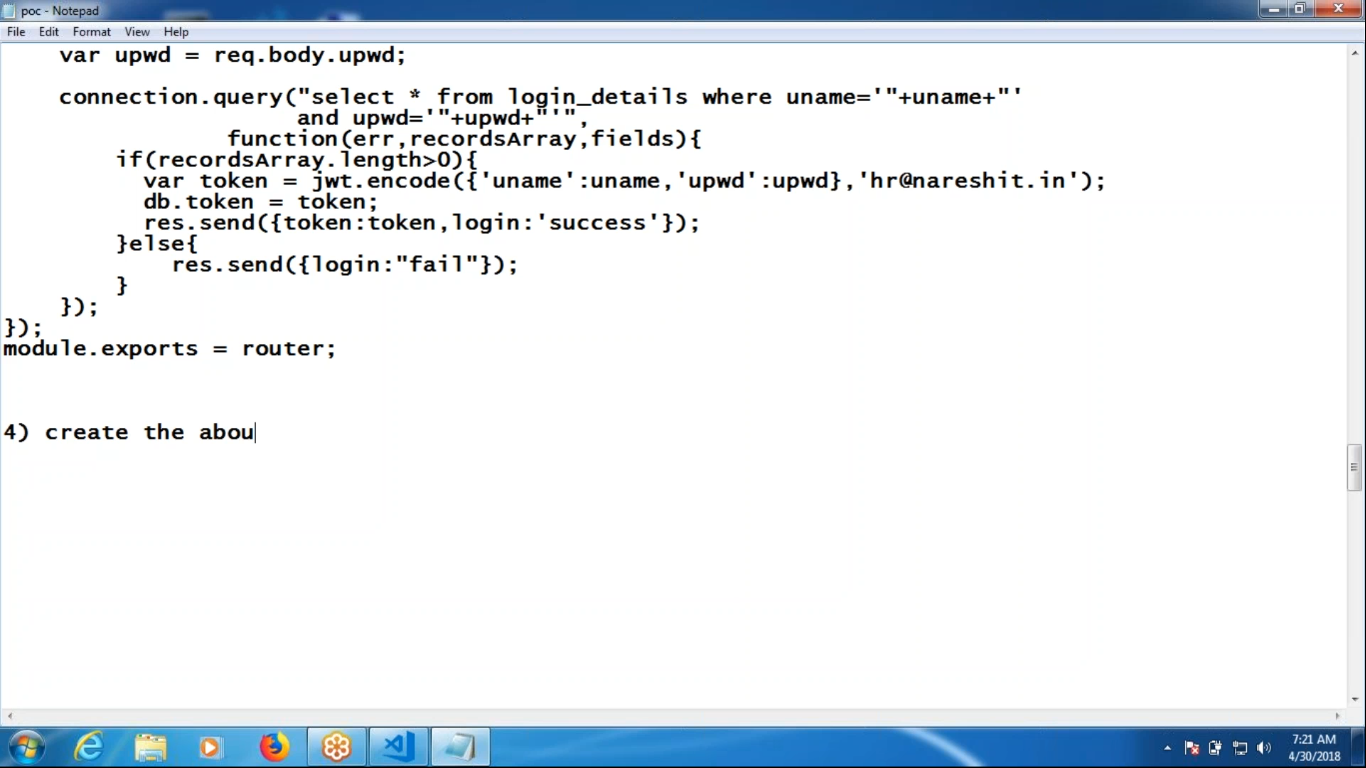 poc - Notepad
File Edit Format View Help
var upwd = req.body.upwd;
connection.query("select * from login_details where uname='"+uname+"'
and upwd='"+upwd+"'",
function(err,recordsArray,fields){
if(recordsArray.length>0){
var token = jwt.encode({'uname':uname,'upwd':upwd},'hr@nareshit.in');
db.token = token;
res.send({token:token,login:'success'});
}else{
res.send({login:"fail"});
}
});
});
module.exports = router;
4) create the abou
7:21 AM
4/30/2018